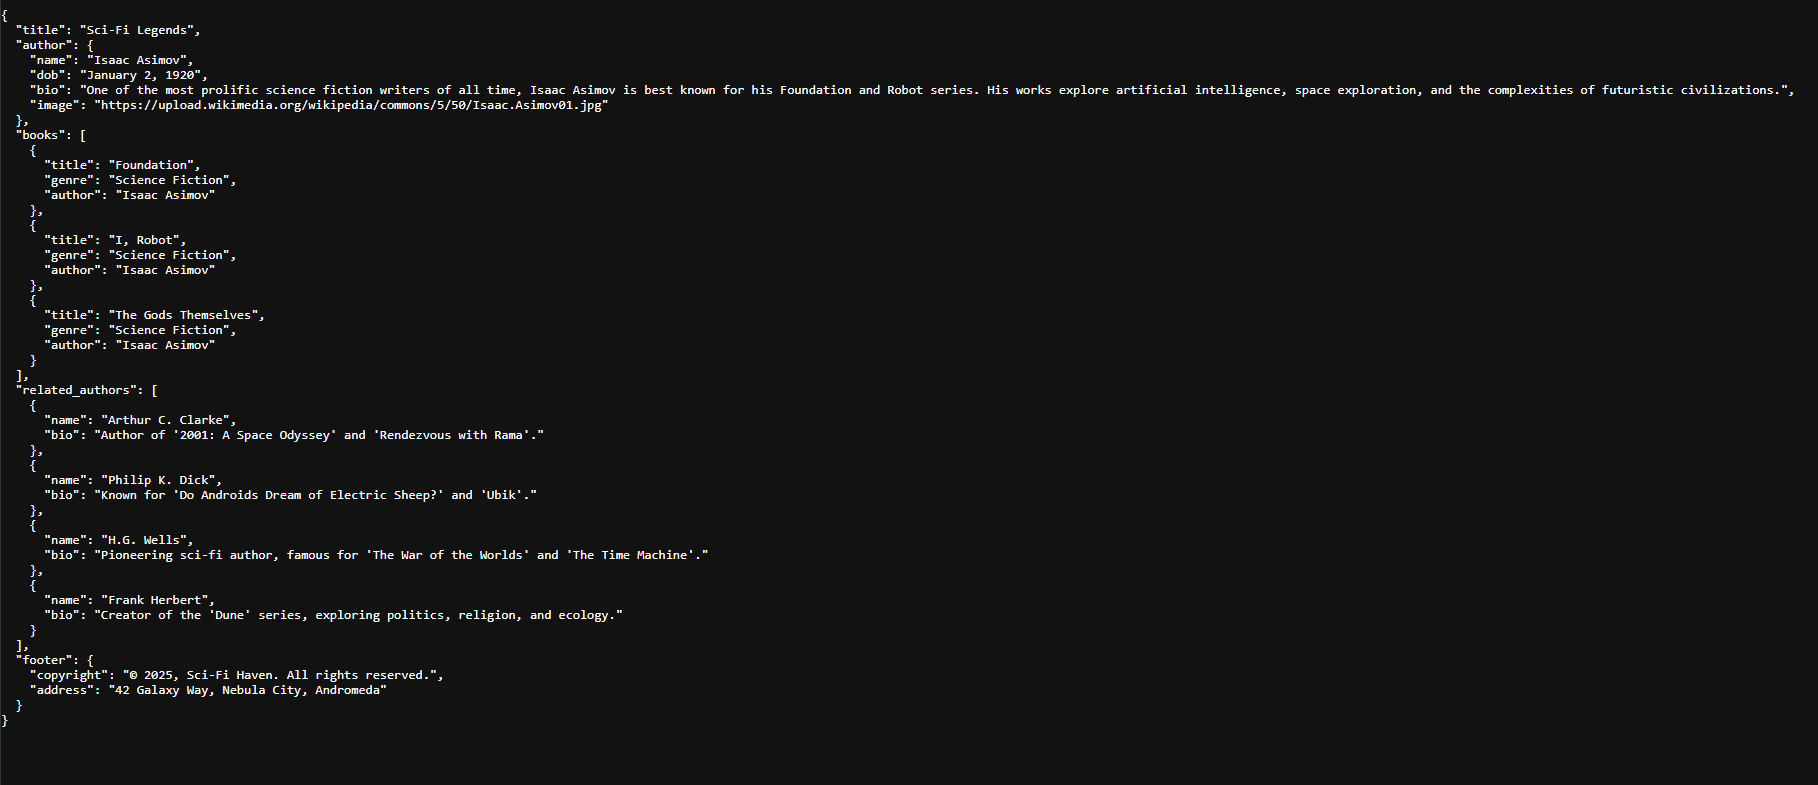 {
  "title": "Sci-Fi Legends",
  "author": {
    "name": "Isaac Asimov",
    "dob": "January 2, 1920",
    "bio": "One of the most prolific science fiction writers of all time, Isaac Asimov is best known for his Foundation and Robot series. His works explore artificial intelligence, space exploration, and the complexities of futuristic civilizations.",
    "image": "https://upload.wikimedia.org/wikipedia/commons/5/50/Isaac.Asimov01.jpg"
  },
  "books": [
    {
      "title": "Foundation",
      "genre": "Science Fiction",
      "author": "Isaac Asimov"
    },
    {
      "title": "I, Robot",
      "genre": "Science Fiction",
      "author": "Isaac Asimov"
    },
    {
      "title": "The Gods Themselves",
      "genre": "Science Fiction",
      "author": "Isaac Asimov"
    }
  ],
  "related_authors": [
    {
      "name": "Arthur C. Clarke",
      "bio": "Author of '2001: A Space Odyssey' and 'Rendezvous with Rama'."
    },
    {
      "name": "Philip K. Dick",
      "bio": "Known for 'Do Androids Dream of Electric Sheep?' and 'Ubik'."
    },
    {
      "name": "H.G. Wells",
      "bio": "Pioneering sci-fi author, famous for 'The War of the Worlds' and 'The Time Machine'."
    },
    {
      "name": "Frank Herbert",
      "bio": "Creator of the 'Dune' series, exploring politics, religion, and ecology."
    }
  ],
  "footer": {
    "copyright": "© 2025, Sci-Fi Haven. All rights reserved.",
    "address": "42 Galaxy Way, Nebula City, Andromeda"
  }
}